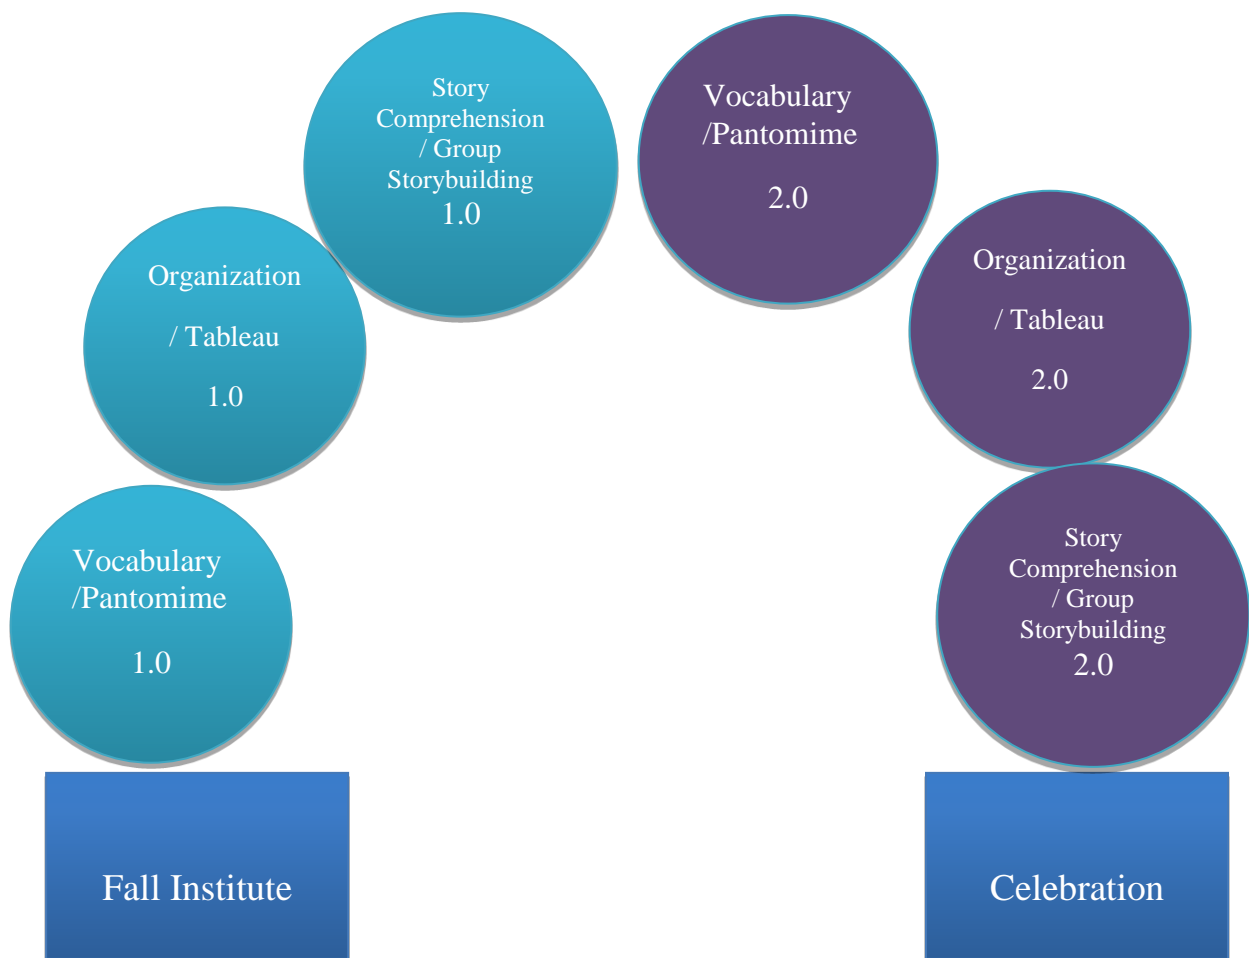 Story
Comprehension
/ Group
Storybuilding
1.0
Vocabulary
/Pantomime
2.0
Organization
/ Tableau
1.0
Organization
/ Tableau
2.0
Vocabulary
/Pantomime
1.0
Story
Comprehension
/ Group
Storybuilding
2.0
Fall Institute
Celebration